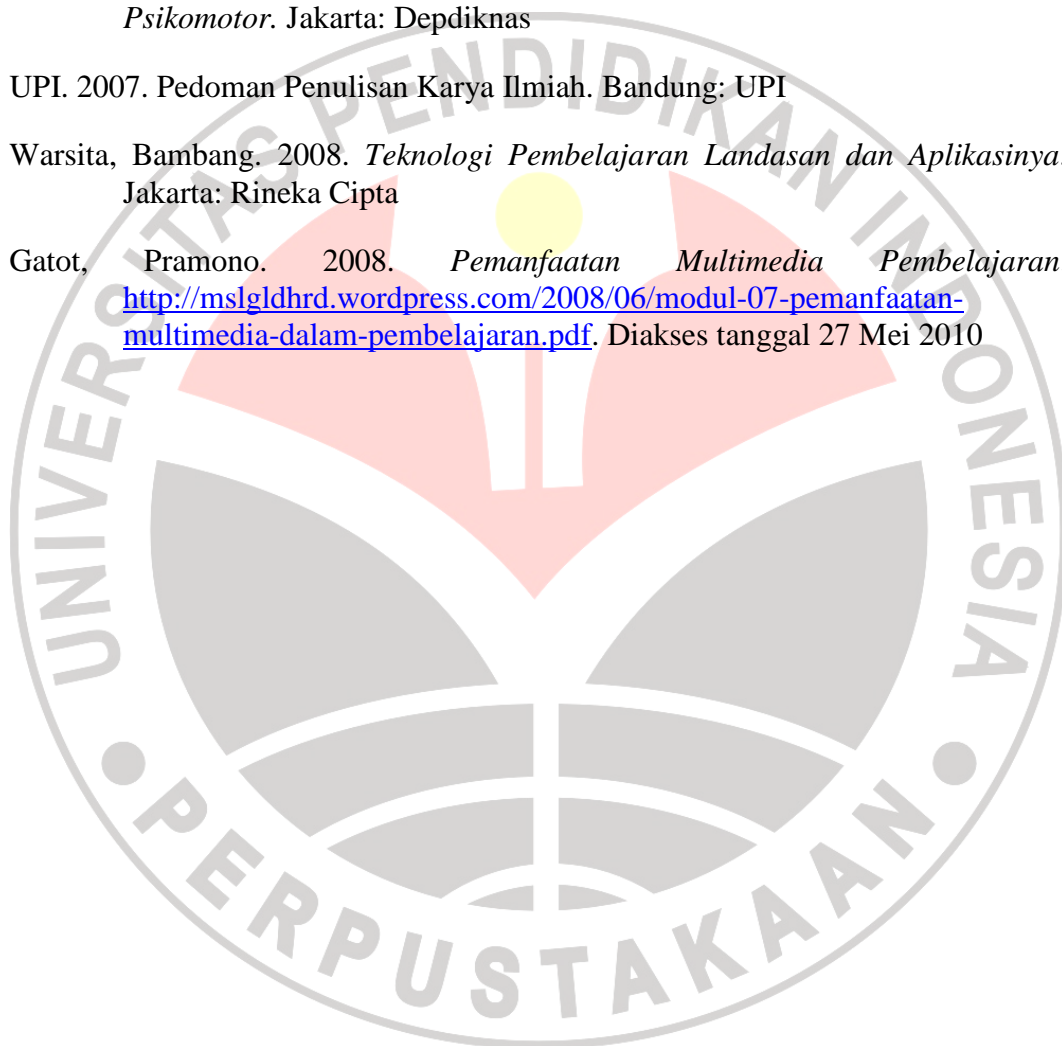 Psikomotor. Jakarta: Depdiknas
UPI. 2007. Pedoman Penulisan Karya Ilmiah. Bandung: UPI
Warsita, Bambang. 2008. Teknologi Pembelajaran Landasan dan Aplikasinya.
Jakarta: Rineka Cipta
Gatot, Pramono. 2008. Pemanfaatan Multimedia Pembelajaran
http://mslgldhrd.wordpress.com/2008/06/modul-07-pemanfaatan-
multimedia-dalam-pembelajaran.pdf. Diakses tanggal 27 Mei 2010
UNIVERSITAS PENDIDIKAN INDONESIA
PERPUSTAKAAN